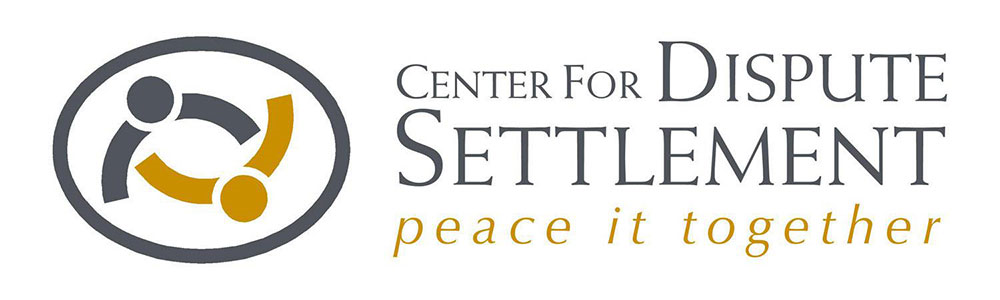 Center For Dispute
Settlement
peace it together